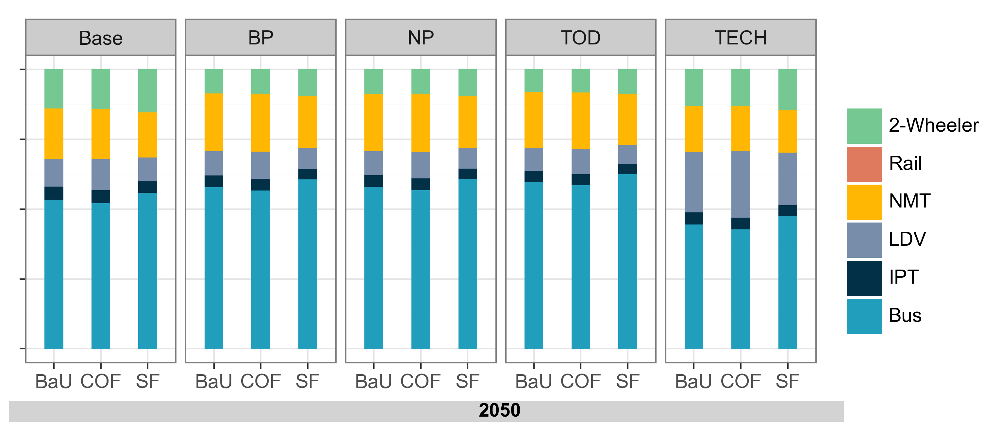 Base BP NP TOD TECH
2-Wheeler
Rail
NMT
LDV
IPT
Bus
BaU COF SF BaU COF SF BaU COF SF BaU COF SF BaU COF SF
2050